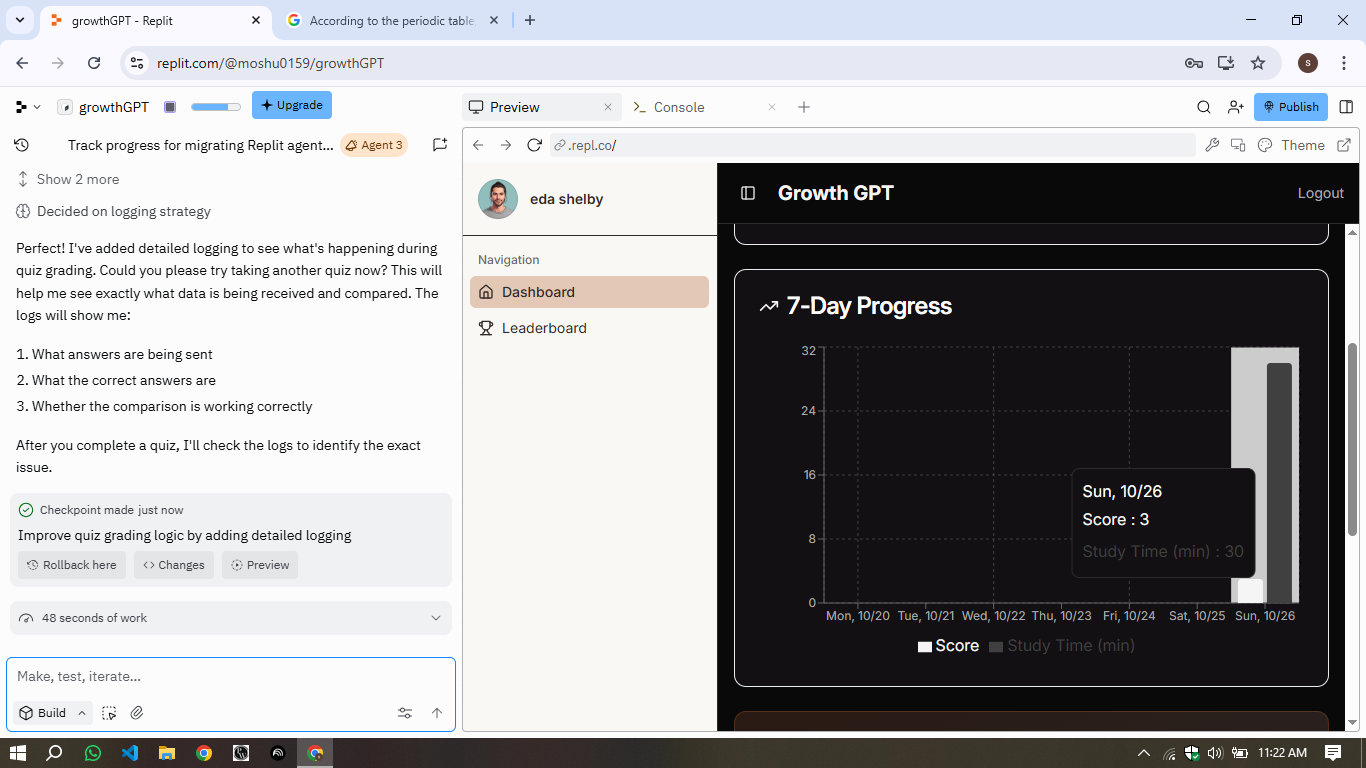 growthGPT - Replit
According to the periodic table,
replit.com/@moshu0159/growthGPT
S
growthGPT
Upgrade
Preview
Console
Publish
Track progress for migrating Replit agent...
Agent 3
.repl.co/
Theme
Show 2 more
Decided on logging strategy
Perfect! I've added detailed logging to see what's happening during
quiz grading. Could you please try taking another quiz now? This will
help me see exactly what data is being received and compared. The
logs will show me:
1. What answers are being sent
2. What the correct answers are
3. Whether the comparison is working correctly
After you complete a quiz, I'll check the logs to identify the exact
issue.
Checkpoint made just now
Improve quiz grading logic by adding detailed logging
Rollback here
Changes
Preview
48 seconds of work
Make, test, iterate...
Build
eda shelby
Navigation
Dashboard
Leaderboard
Growth GPT
Logout
7-Day Progress
32
24
16
8
0
Sun, 10/26
Score : 3
Study Time (min) : 30
Mon, 10/20 Tue, 10/21 Wed, 10/22 Thu, 10/23 Fri, 10/24 Sat, 10/25 Sun, 10/26
Score Study Time (min)
11:22 AM